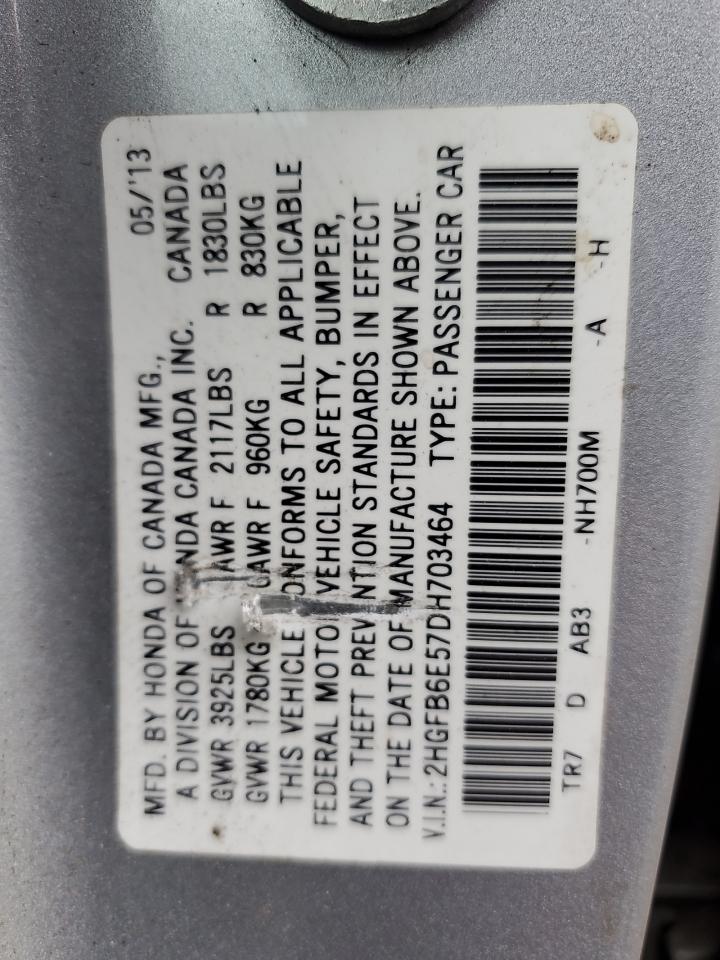 MFD. BY HONDA OF CANADA MFG., 05/'13
A DIVISION OF HONDA CANADA INC. CANADA
GVWR 3925LBS GAWR F 2117LBS R 1830LBS
GVWR 1780KG GAWR F 960KG R 830KG
THIS VEHICLE CONFORMS TO ALL APPLICABLE
FEDERAL MOTOR VEHICLE SAFETY, BUMPER,
AND THEFT PREVENTION STANDARDS IN EFFECT
ON THE DATE OF MANUFACTURE SHOWN ABOVE.
V.I.N.: 2HGFB6E57DH703464 TYPE: PASSENGER CAR
TR7 D AB3 -NH700M -A -H